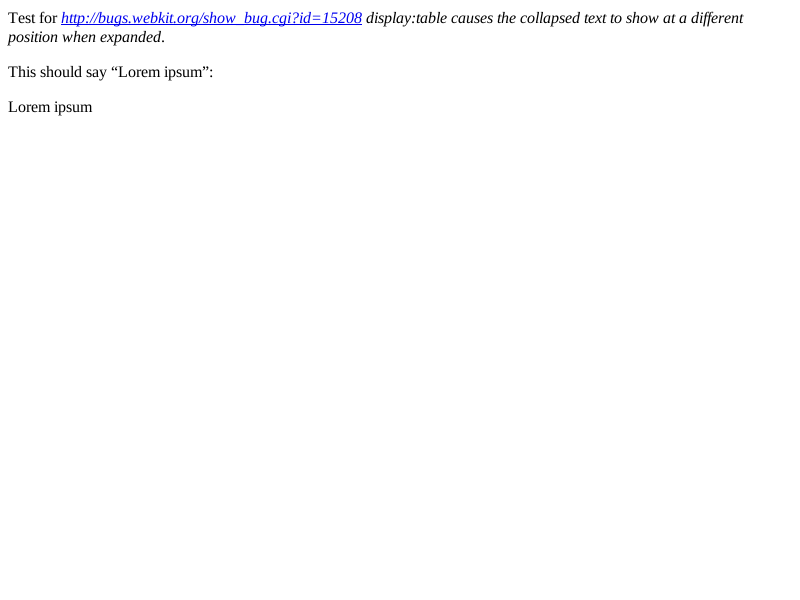 Test for http://bugs.webkit.org/show_bug.cgi?id=15208 display:table causes the collapsed text to show at a different
position when expanded.
This should say “Lorem ipsum”:
Lorem ipsum